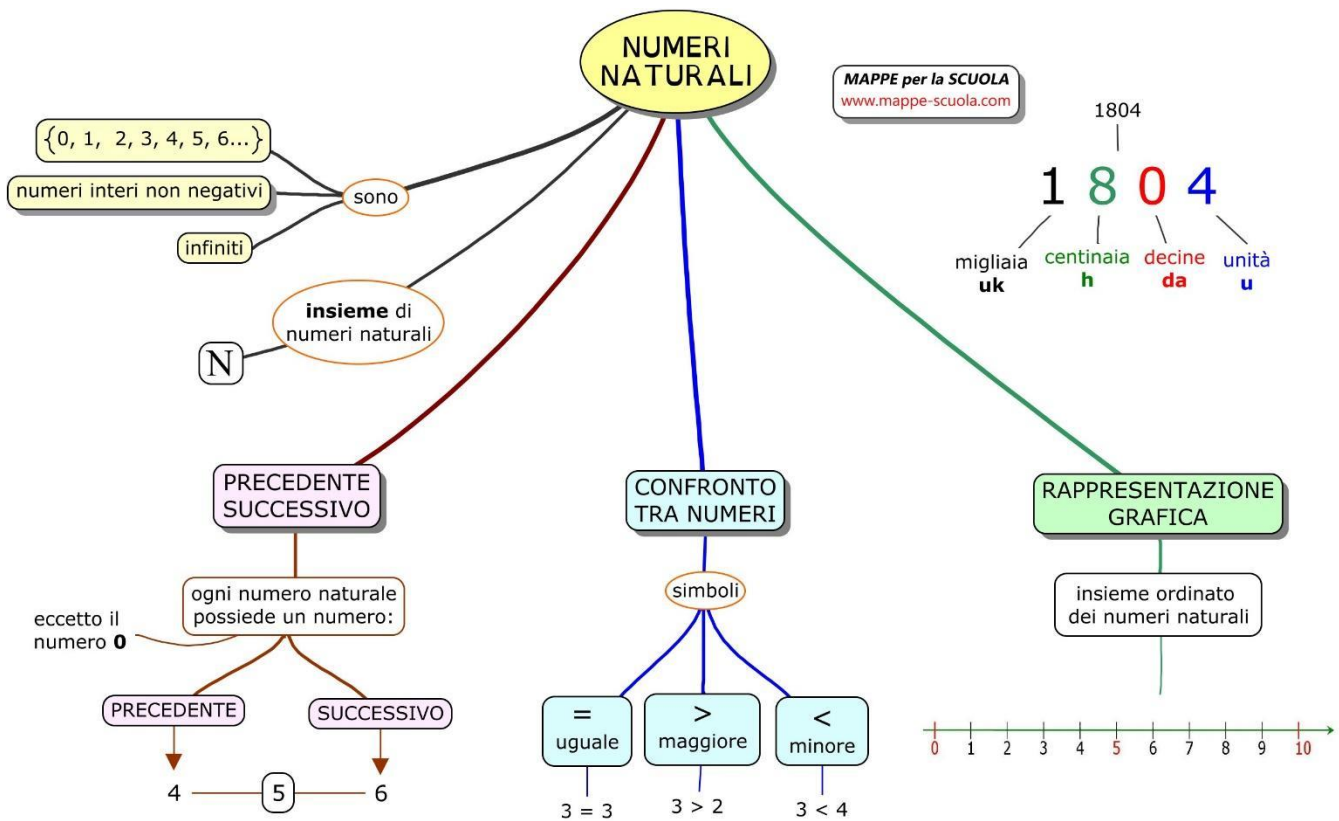 NUMERI
NATURALI
MAPPE per la SCUOLA
www.mappe-scuola.com
{0, 1, 2, 3, 4, 5, 6...}
numeri interi non negativi
infiniti
sono
insieme di
numeri naturali
N
1804
1 8 0 4
migliaia
uk
centinaia
h
decine
da
unità
u
PRECEDENTE
SUCCESSIVO
ogni numero naturale
possiede un numero:
eccetto il
numero 0
PRECEDENTE
SUCCESSIVO
4 5 6
CONFRONTO
TRA NUMERI
simboli
=
uguale
>
maggiore
<
minore
3 = 3
3 > 2
3 < 4
RAPPRESENTAZIONE
GRAFICA
insieme ordinato
dei numeri naturali
0 1 2 3 4 5 6 7 8 9 10